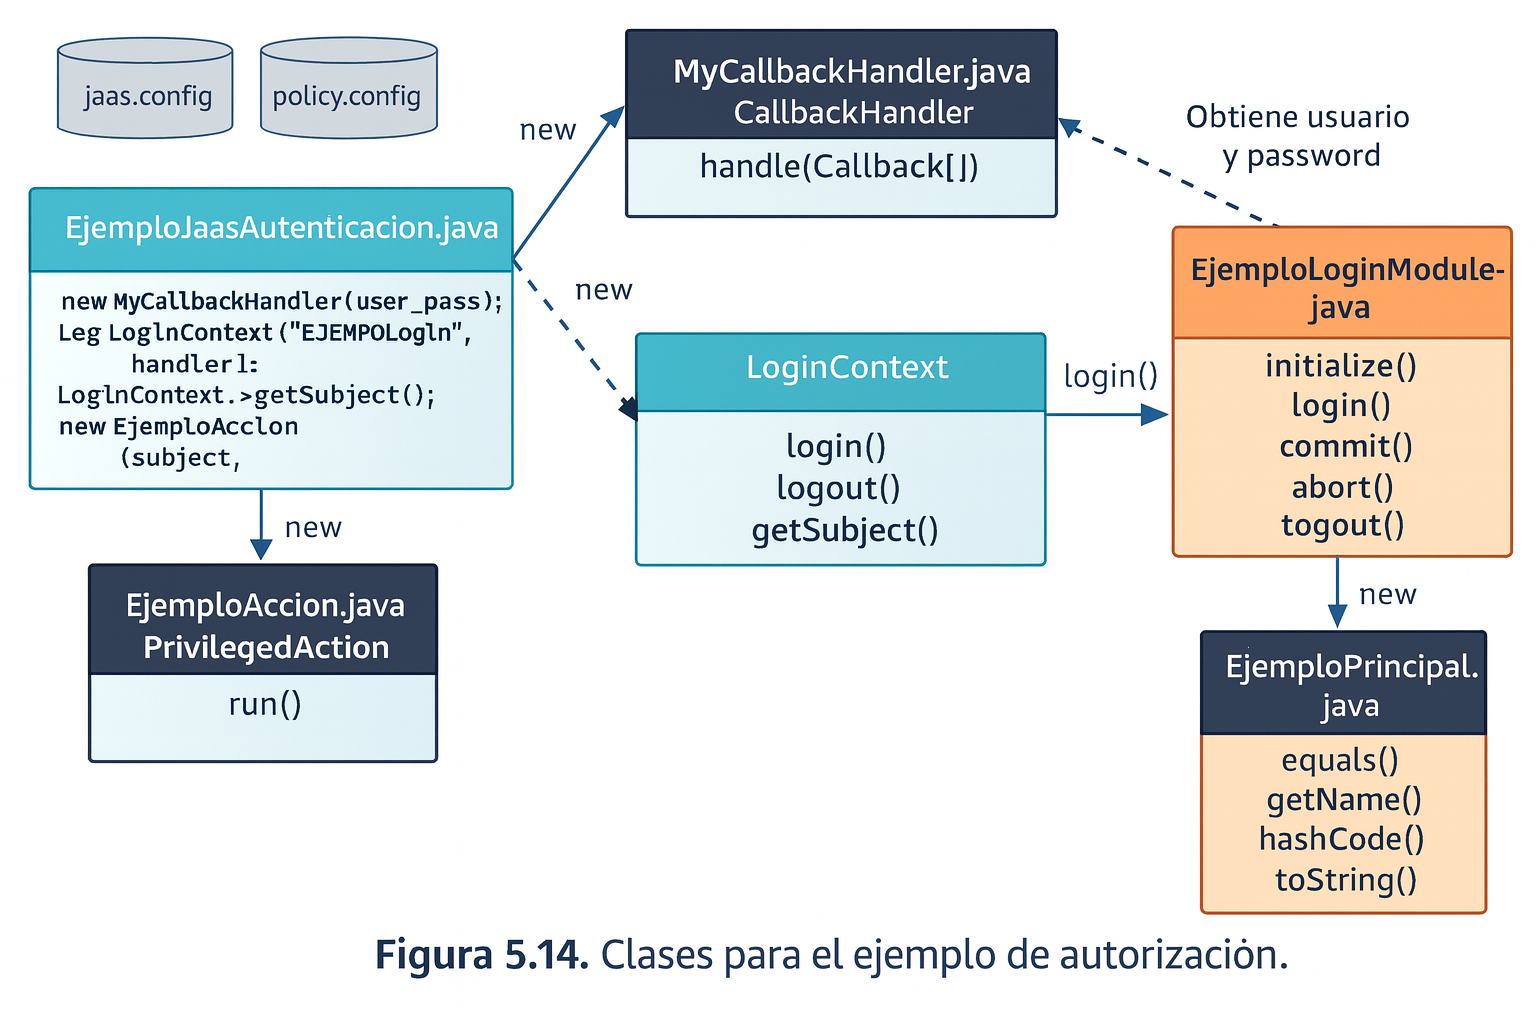 jaas.config
policy.config
new
MyCallbackHandler.java
CallbackHandler
handle(Callback[])
Obtiene usuario
y password
EjemploJaasAutenticacion.java
new MyCallbackHandler(user_pass);
Leg LoglnContext("EJEMPOLogln",
handler]:
LoglnContext.>getSubject();
new EjemploAcclon
(subject,
new
LoginContext
login()
logout()
getSubject()
login()
EjemploLoginModule-
java
initialize()
login()
commit()
abort()
togout()
new
EjemploAccion.java
PrivilegedAction
run()
new
EjemploPrincipal.
java
equals()
getName()
hashCode()
toString()
Figura 5.14. Clases para el ejemplo de autorización.